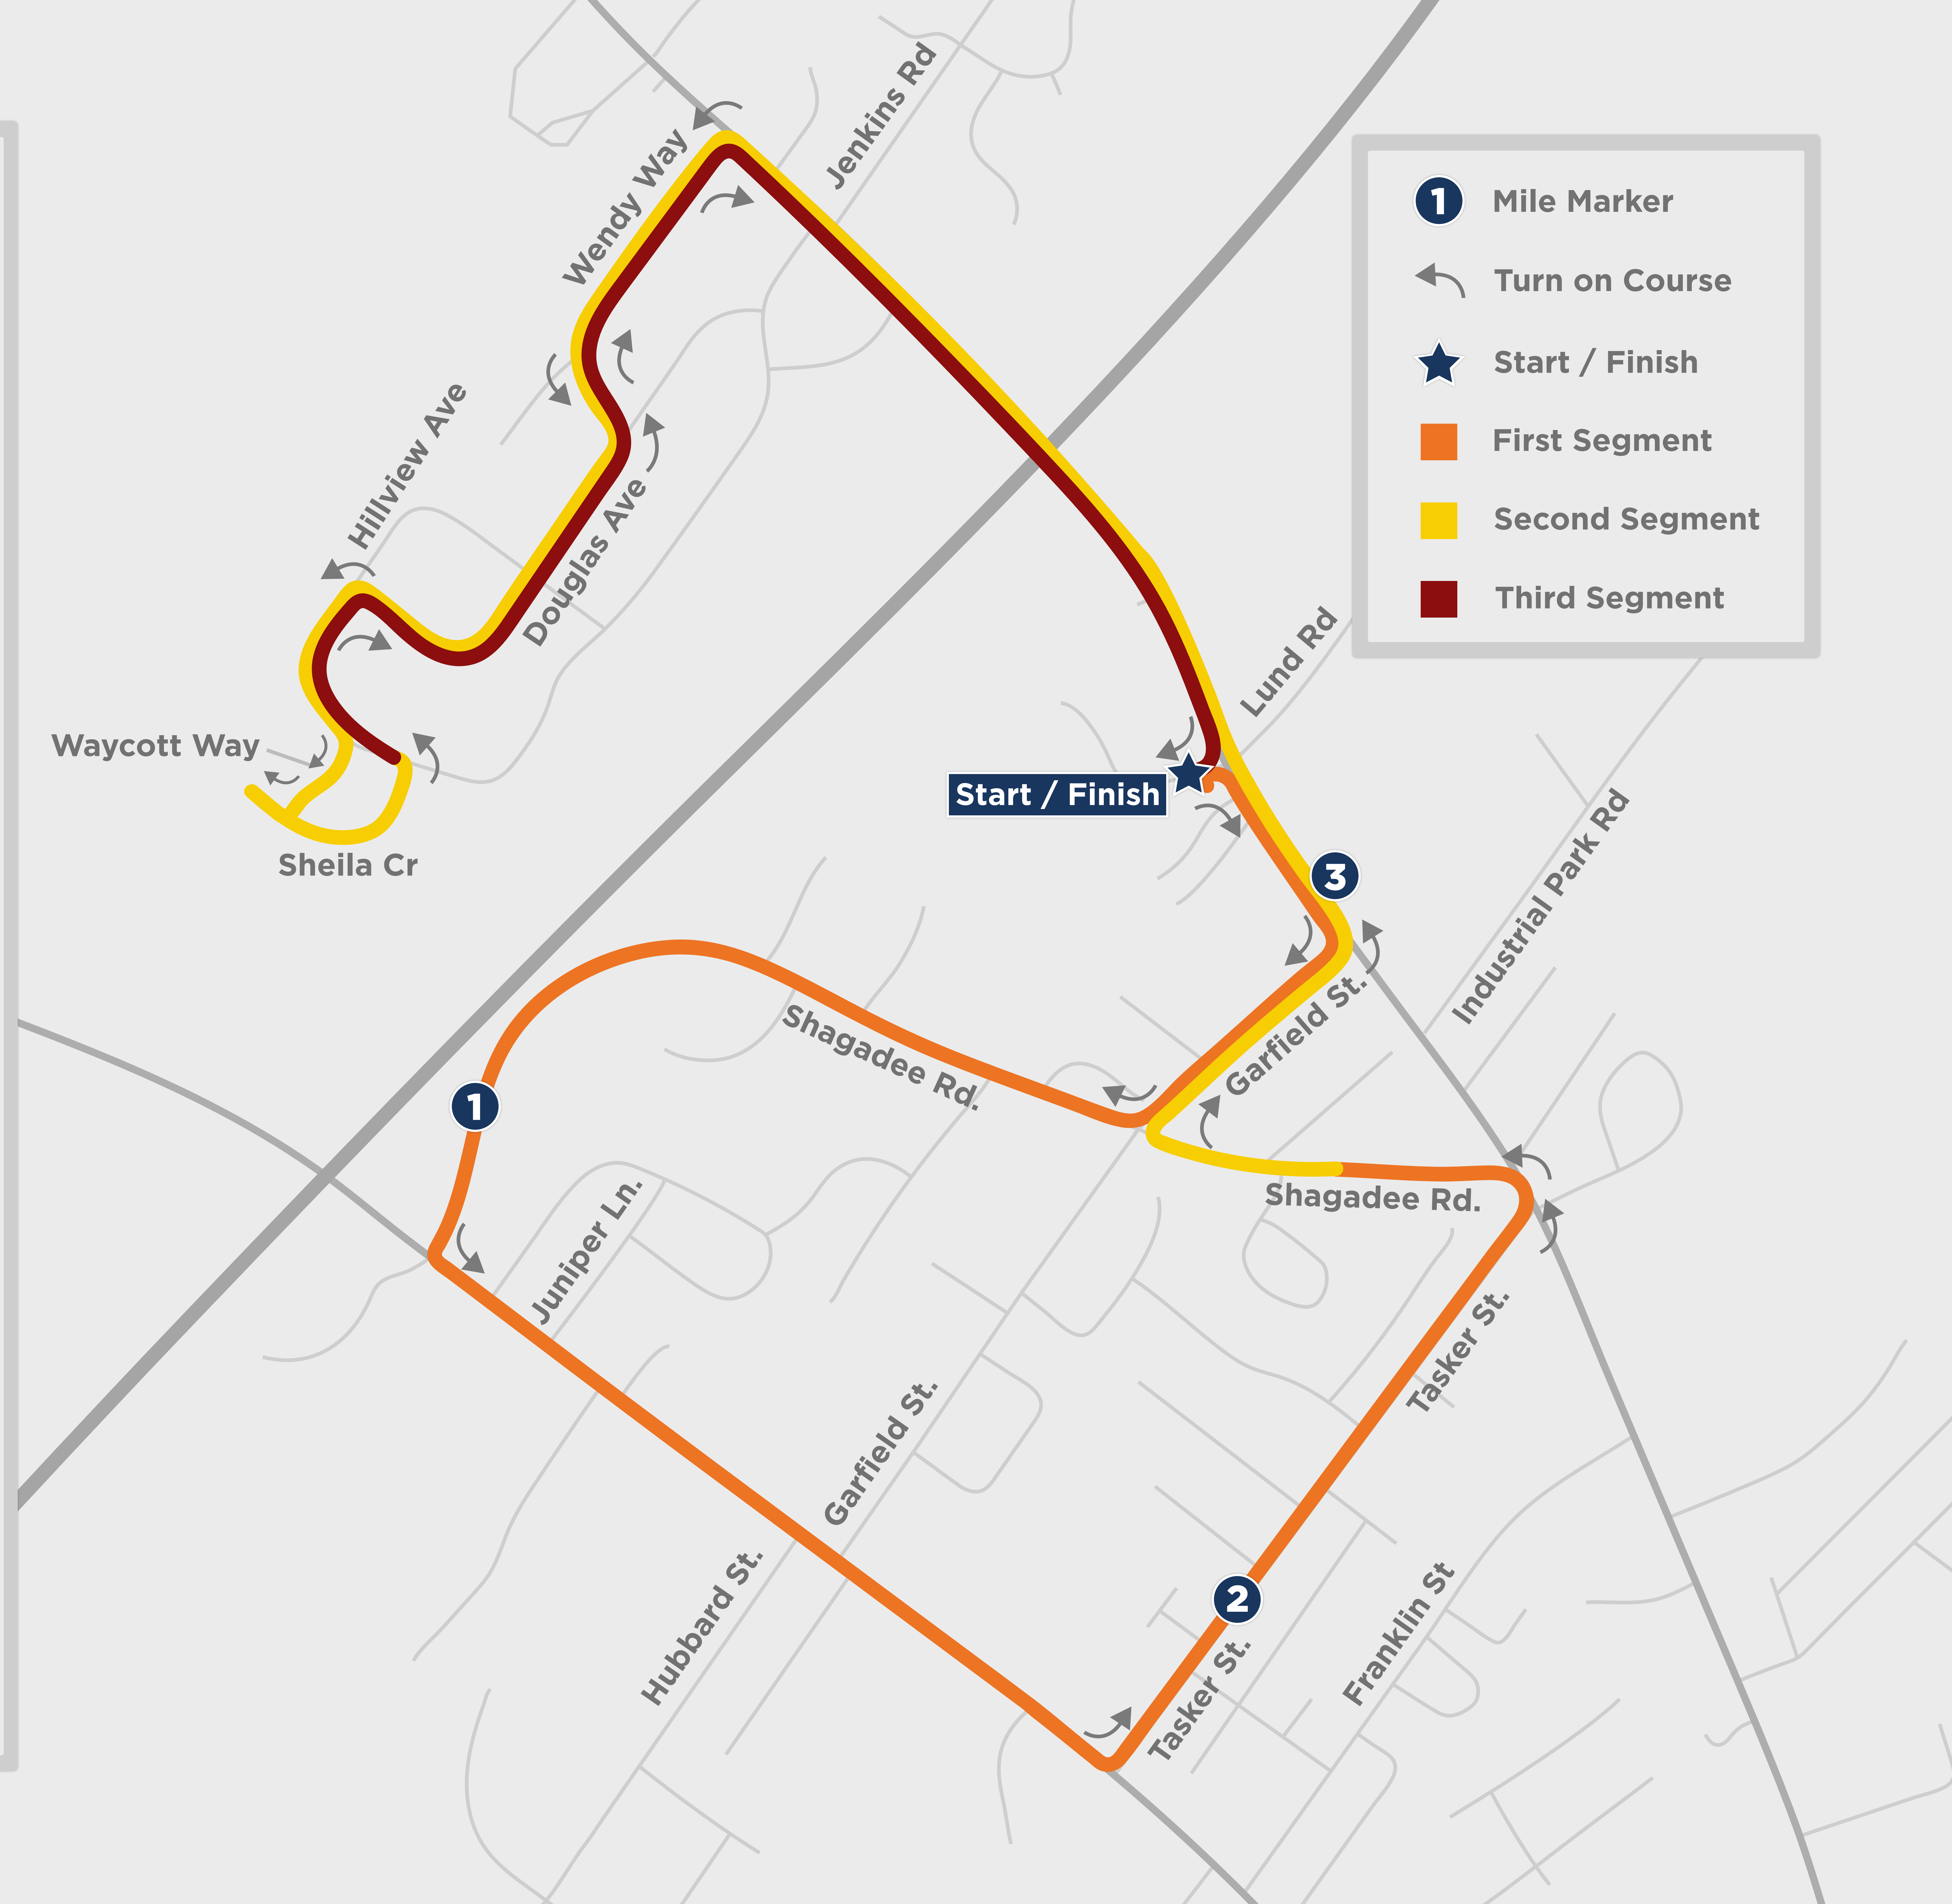 Jenkins Rd
Wendy Way
1 Mile Marker
Turn on Course
Start / Finish
First Segment
Second Segment
Third Segment
Hillview Ave
Douglas Ave
Lund Rd
Waycott Way
Start / Finish
Sheila Cr
3
Industrial Park Rd
Garfield St.
Shagadee Rd.
1
Shagadee Rd.
Juniper Ln.
Tasker St.
Garfield St.
Hubbard St.
2
Franklin St
Tasker St.